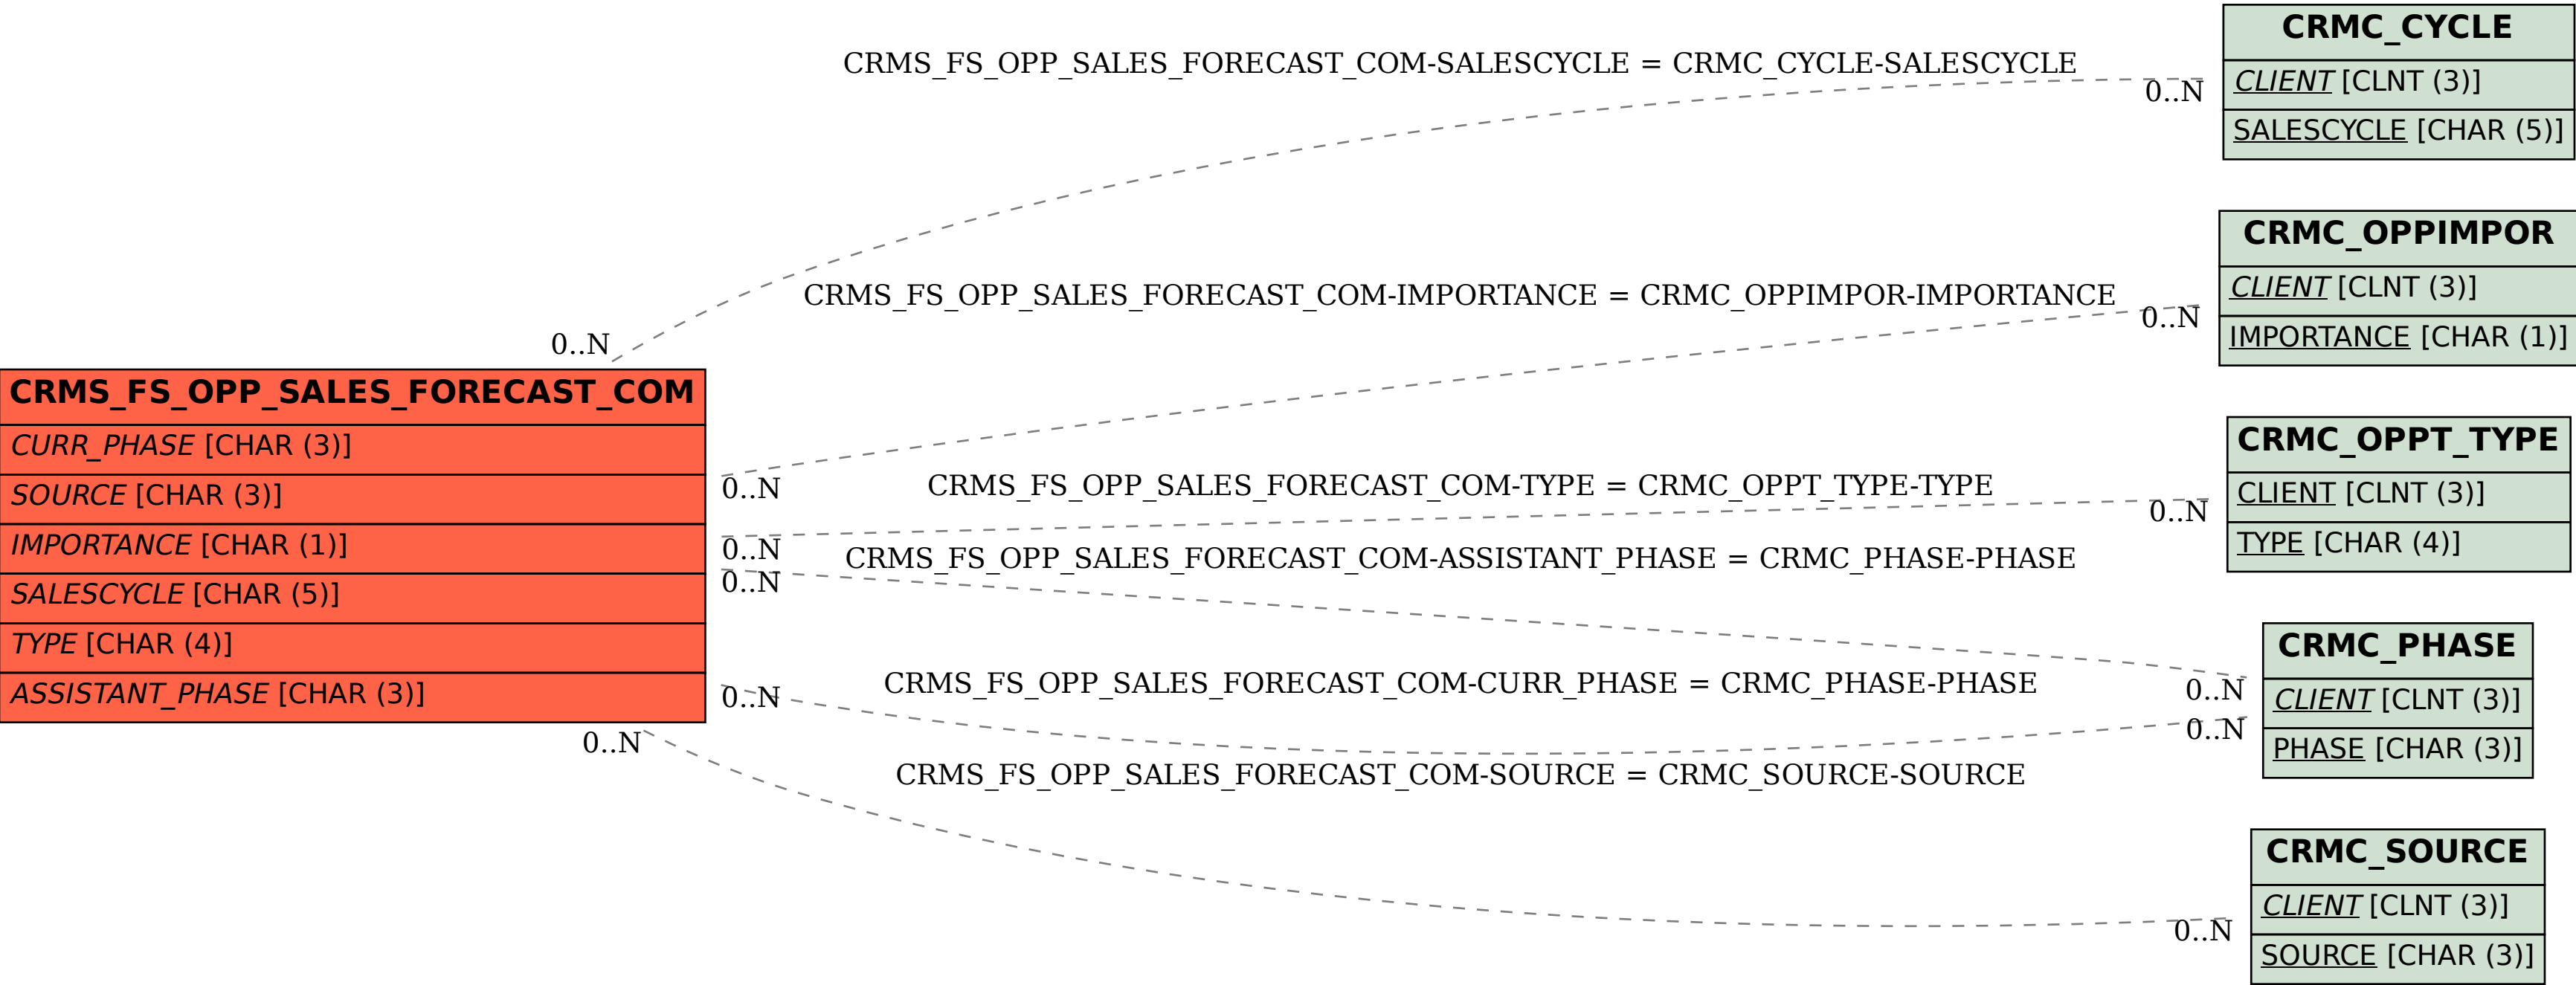 CRMC_CYCLE
CLIENT [CLNT (3)]
SALESCYCLE [CHAR (5)]
CRMS_FS_OPP_SALES_FORECAST_COM-SALESCYCLE = CRMC_CYCLE-SALESCYCLE
0..N
0..N
CRMC_OPPIMPOR
CLIENT [CLNT (3)]
IMPORTANCE [CHAR (1)]
CRMS_FS_OPP_SALES_FORECAST_COM-IMPORTANCE = CRMC_OPPIMPOR-IMPORTANCE
0..N
0..N
CRMS_FS_OPP_SALES_FORECAST_COM
CURR_PHASE [CHAR (3)]
SOURCE [CHAR (3)]
IMPORTANCE [CHAR (1)]
SALESCYCLE [CHAR (5)]
TYPE [CHAR (4)]
ASSISTANT_PHASE [CHAR (3)]
CRMS_FS_OPP_SALES_FORECAST_COM-TYPE = CRMC_OPPT_TYPE-TYPE
0..N
0..N
CRMC_OPPT_TYPE
CLIENT [CLNT (3)]
TYPE [CHAR (4)]
CRMS_FS_OPP_SALES_FORECAST_COM-ASSISTANT_PHASE = CRMC_PHASE-PHASE
0..N
0..N
CRMC_PHASE
CLIENT [CLNT (3)]
PHASE [CHAR (3)]
CRMS_FS_OPP_SALES_FORECAST_COM-CURR_PHASE = CRMC_PHASE-PHASE
0..N
0..N
CRMS_FS_OPP_SALES_FORECAST_COM-SOURCE = CRMC_SOURCE-SOURCE
0..N
0..N
CRMC_SOURCE
CLIENT [CLNT (3)]
SOURCE [CHAR (3)]